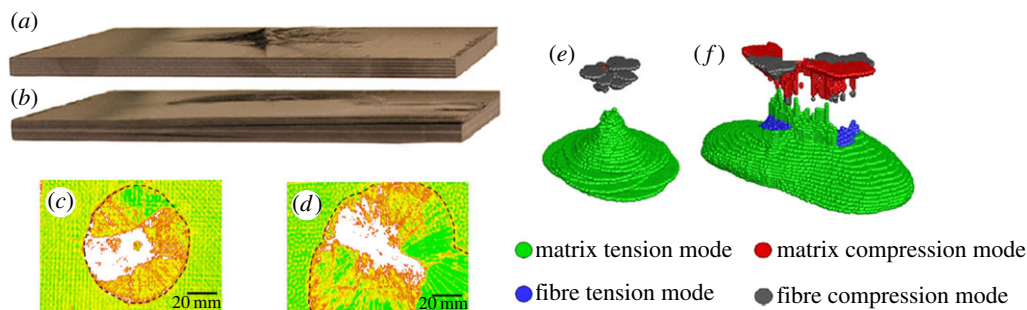 (a)
(b)
(c)
20 mm
(d)
20 mm
(e)
(f)
matrix tension mode
matrix compression mode
fibre tension mode
fibre compression mode